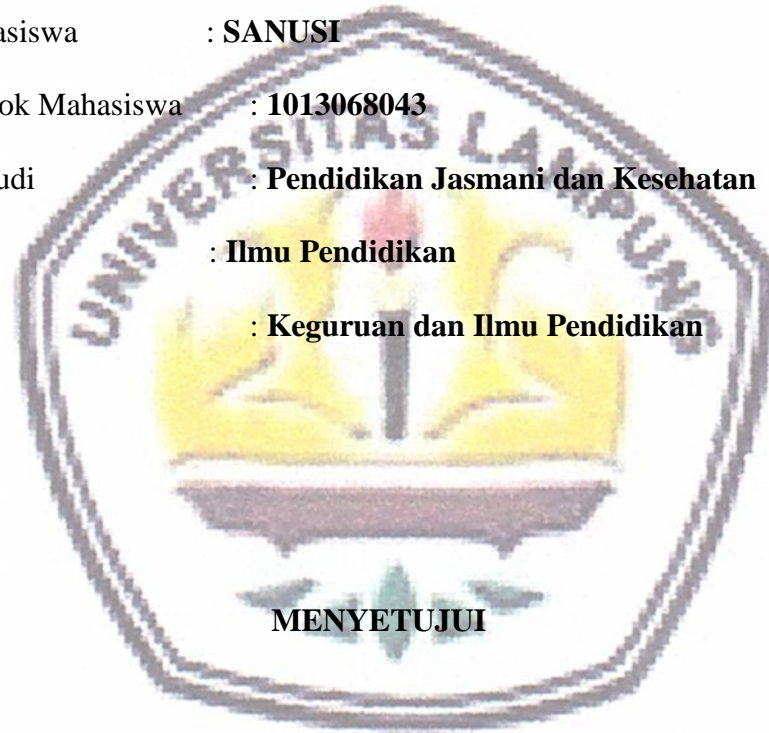 asiswa : SANUSI
ok Mahasiswa : 1013068043
udi : Pendidikan Jasmani dan Kesehatan
: Ilmu Pendidikan
: Keguruan dan Ilmu Pendidikan
UNIVERSITAS LAMPUNG
MENYETUJUI